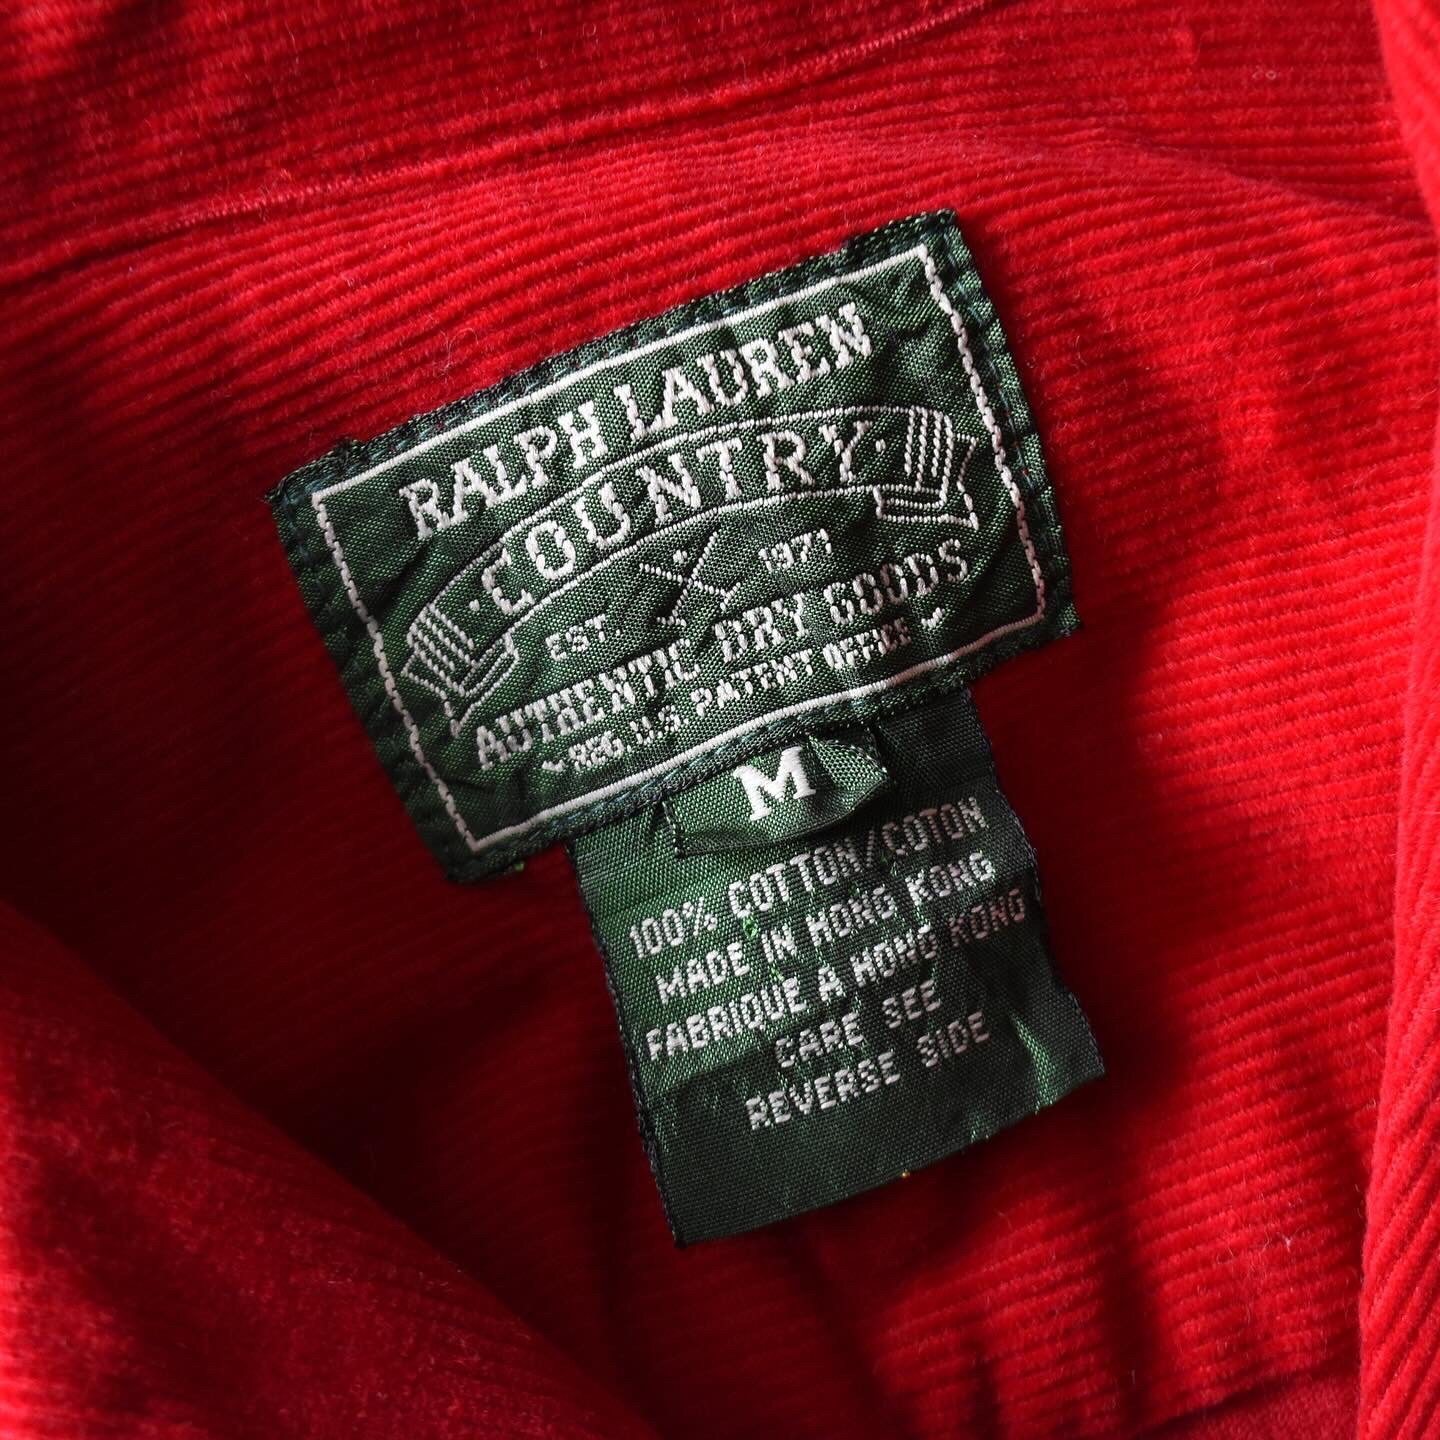 RALPH LAUREN
·COUNTRY·
EST. 1971
AUTHENTIC DRY GOODS
REG. U.S. PATENT OFFICE
M
100% COTTON/COTON
MADE IN HONG KONG
FABRIQUE A HONG KONG
CARE SEE
REVERSE SIDE